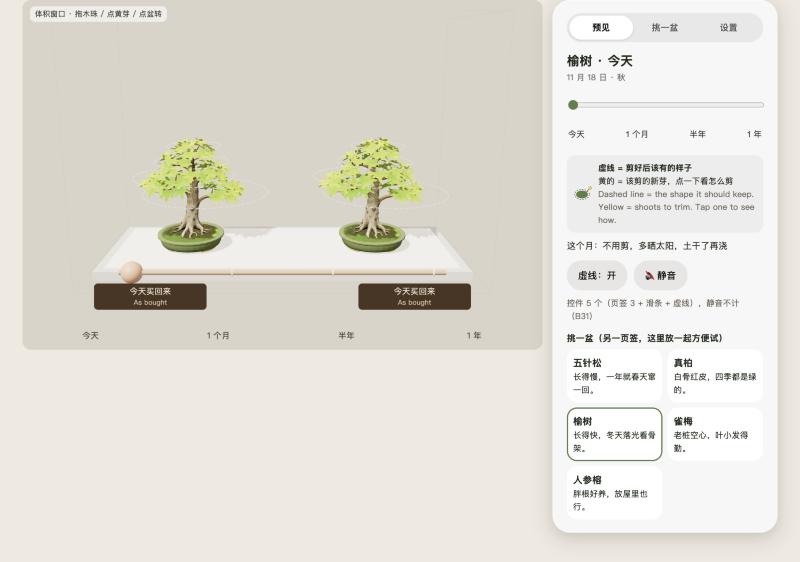 体积窗口 · 拖木珠 / 点黄芽 / 点盆转
今天买回来
As bought
今天买回来
As bought
今天
1 个月
半年
1 年
预见
挑一盆
设置
榆树 · 今天
11 月 18 日 · 秋
今天
1 个月
半年
1 年
虚线 = 剪好后该有的样子
黄的 = 该剪的新芽，点一下看怎么剪
Dashed line = the shape it should keep.
Yellow = shoots to trim. Tap one to see
how.
这个月：不用剪，多晒太阳，土干了再浇
虚线：开
静音
控件 5 个（页签 3 + 滑条 + 虚线），静音不计
（B31）
挑一盆（另一页签，这里放一起方便试）
五针松
长得慢，一年就春天窜
一回。
真柏
白骨红皮，四季都是绿
的。
榆树
长得快，冬天落光看骨
架。
雀梅
老桩空心，叶小发得
勤。
人参榕
胖根好养，放屋里也
行。